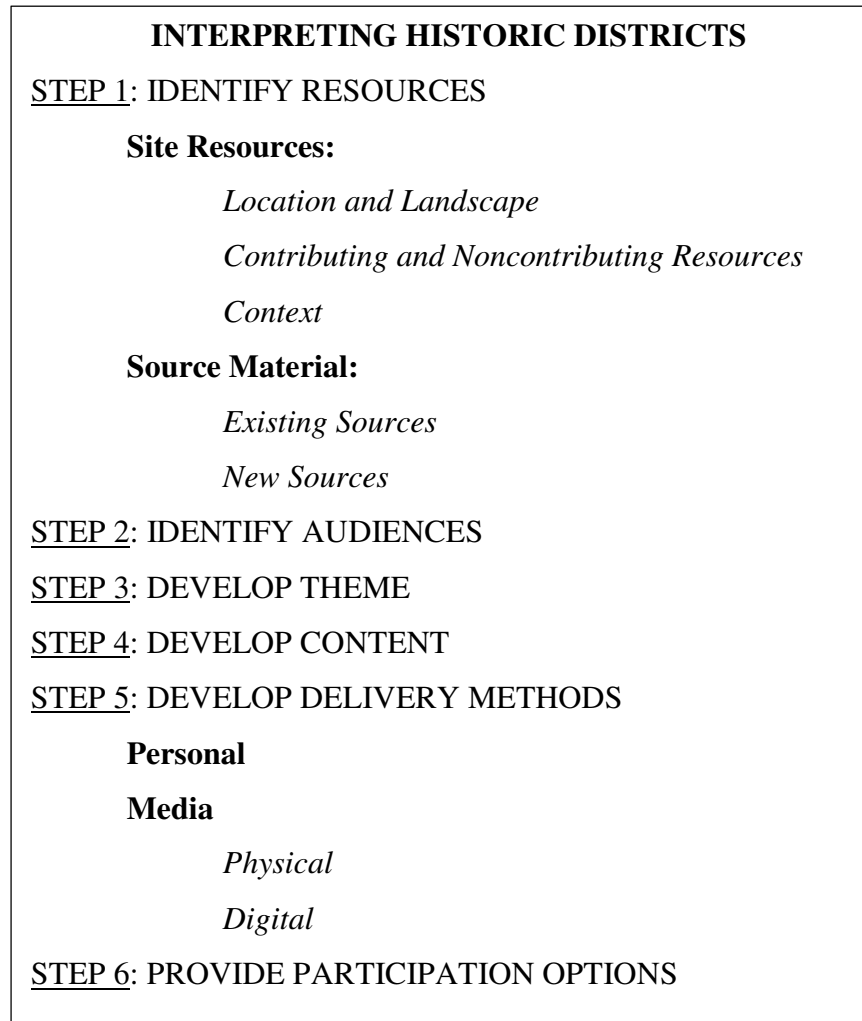 INTERPRETING HISTORIC DISTRICTS
STEP 1: IDENTIFY RESOURCES
Site Resources:
Location and Landscape
Contributing and Noncontributing Resources
Context
Source Material:
Existing Sources
New Sources
STEP 2: IDENTIFY AUDIENCES
STEP 3: DEVELOP THEME
STEP 4: DEVELOP CONTENT
STEP 5: DEVELOP DELIVERY METHODS
Personal
Media
Physical
Digital
STEP 6: PROVIDE PARTICIPATION OPTIONS